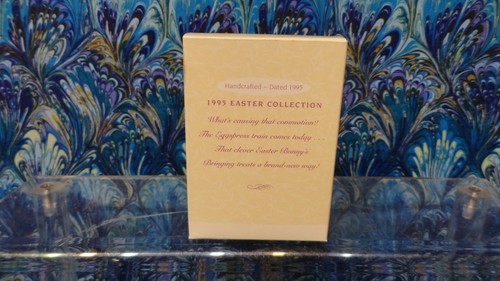 Handcrafted – Dated 1995
1995 EASTER COLLECTION
What's causing that commotion?
The Eggspress train comes today . . .
That clever Easter Bunny's
Bringing treats a brand-new way!